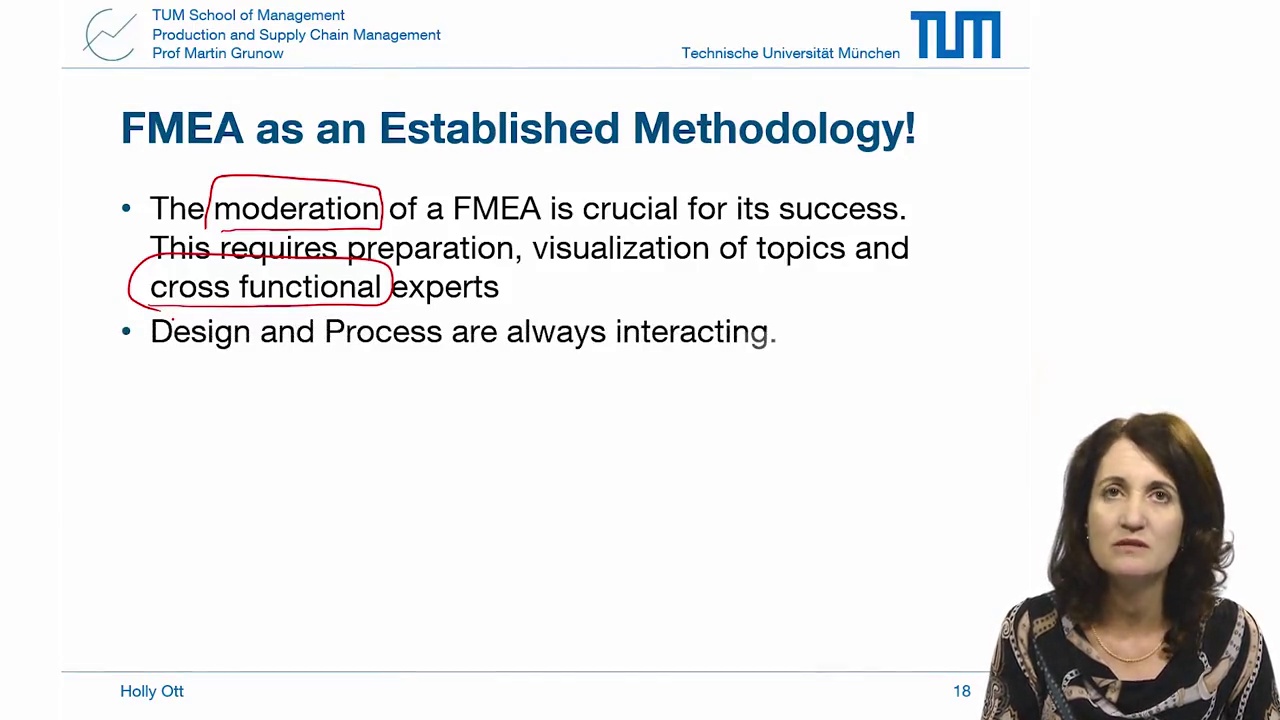 TUM School of Management
Production and Supply Chain Management
Prof Martin Grunow
Technische Universität München
TUM
FMEA as an Established Methodology!
• The moderation of a FMEA is crucial for its success.
This requires preparation, visualization of topics and
cross functional experts
• Design and Process are always interacting.
Holly Ott
18